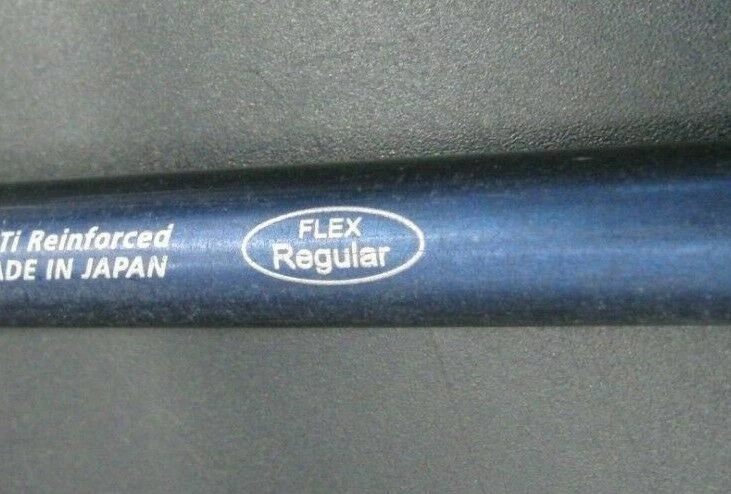 Ti Reinforced
ADE IN JAPAN
FLEX
Regular